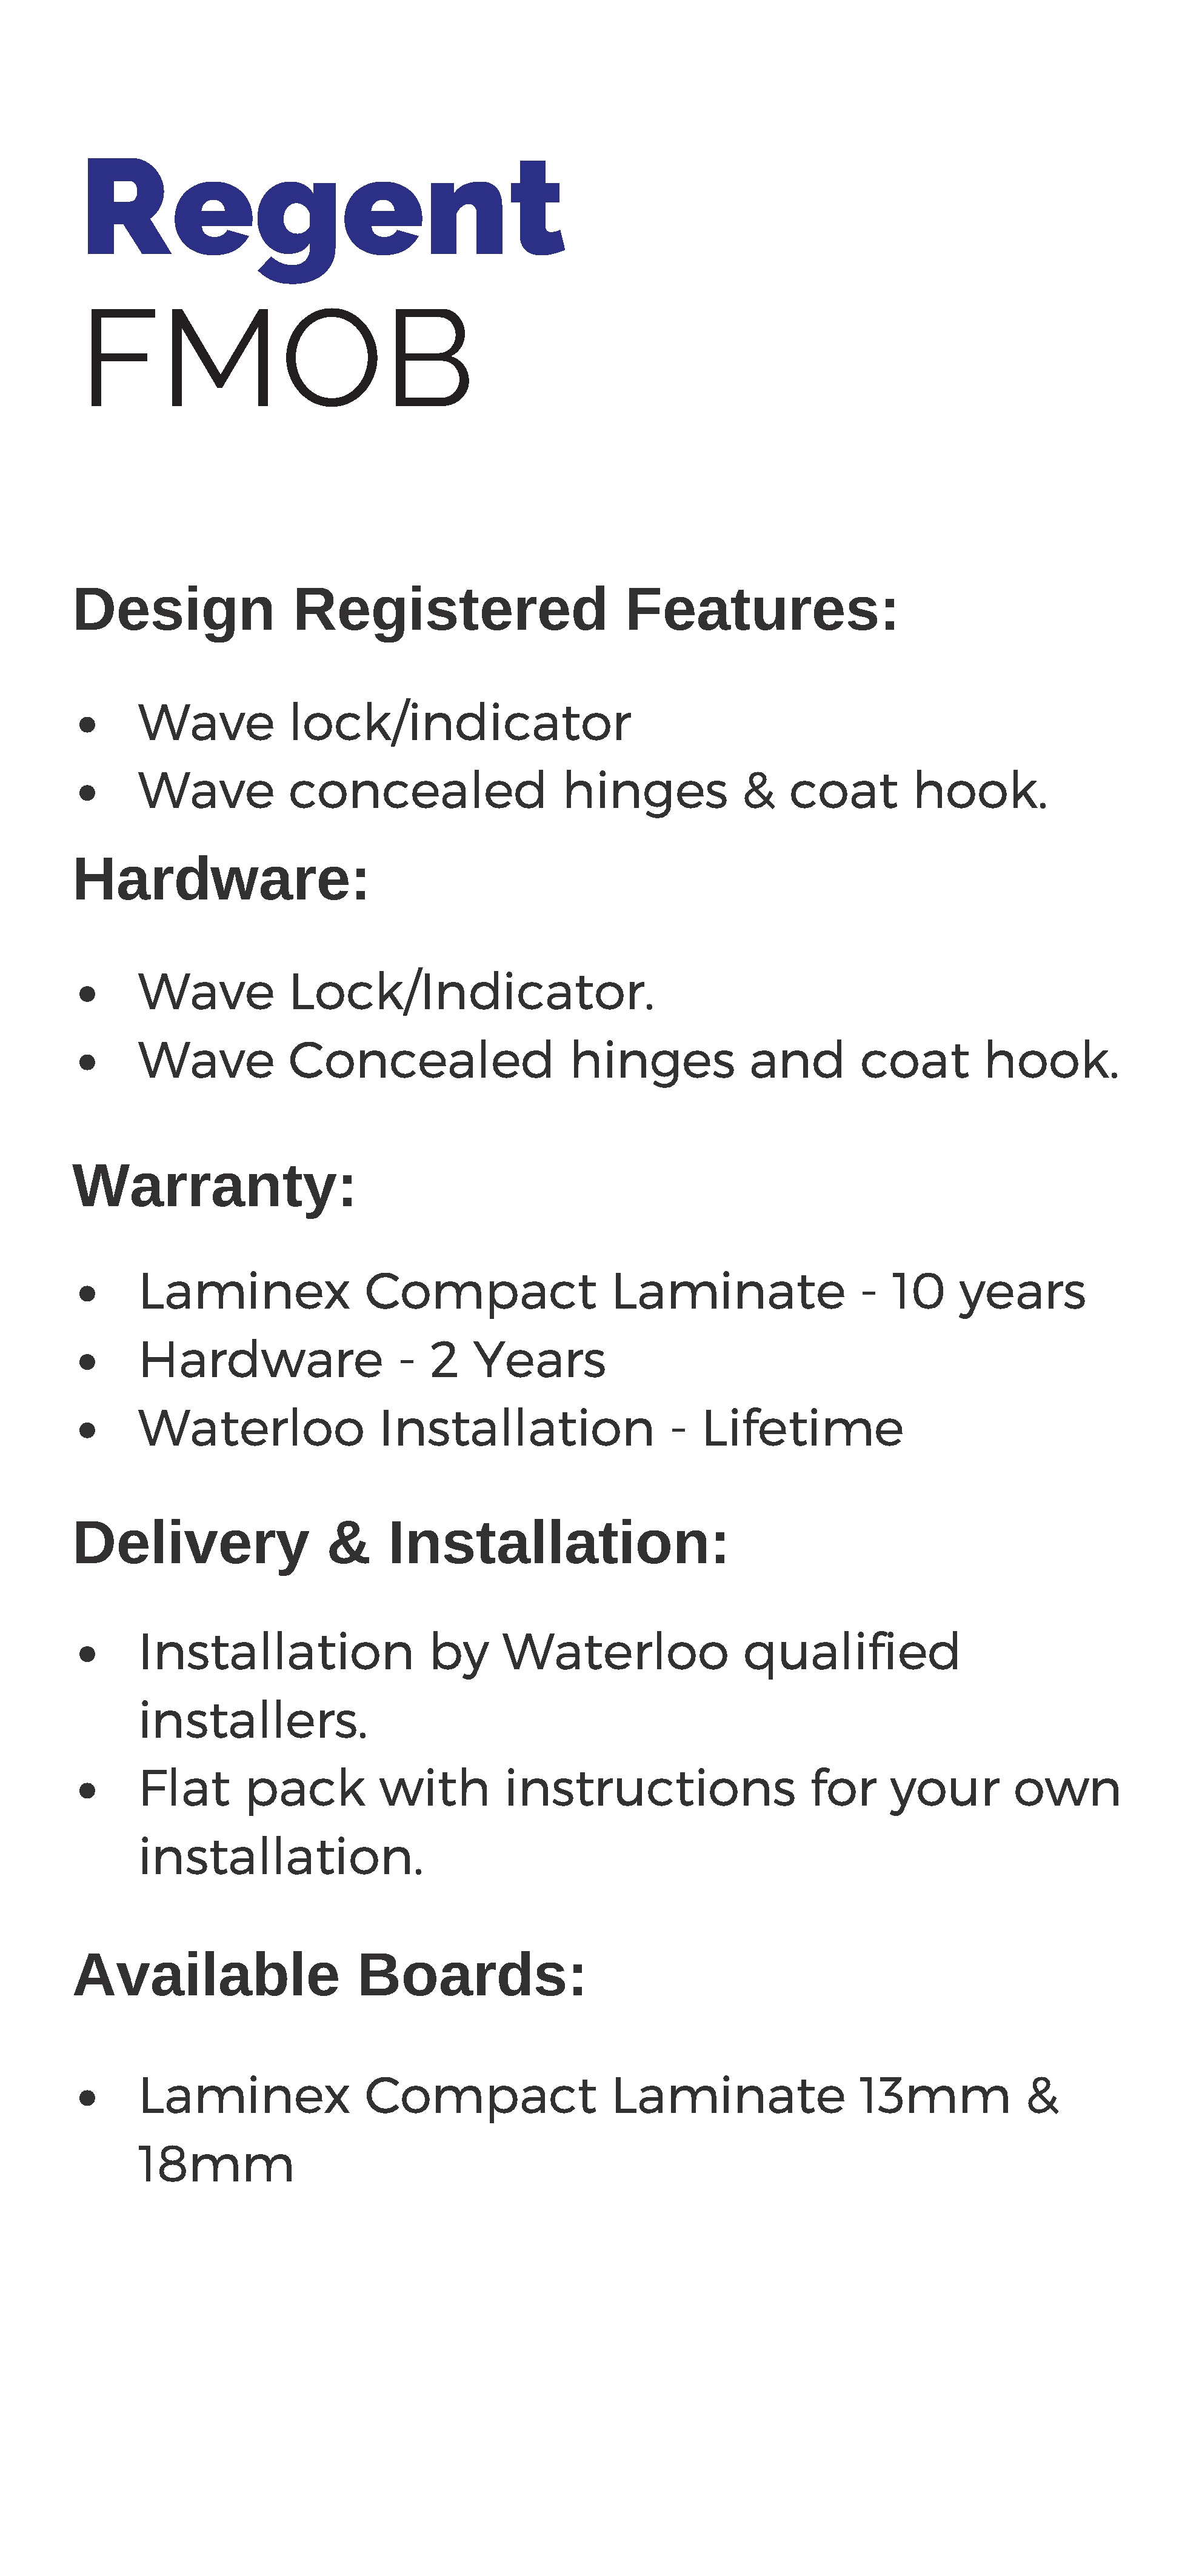 Regent
FMOB
Design Registered Features:
• Wave lock/indicator
• Wave concealed hinges & coat hook.
Hardware:
• Wave Lock/Indicator.
• Wave Concealed hinges and coat hook.
Warranty:
• Laminex Compact Laminate - 10 years
• Hardware - 2 Years
• Waterloo Installation - Lifetime
Delivery & Installation:
• Installation by Waterloo qualified
installers.
• Flat pack with instructions for your own
installation.
Available Boards:
• Laminex Compact Laminate 13mm &
18mm